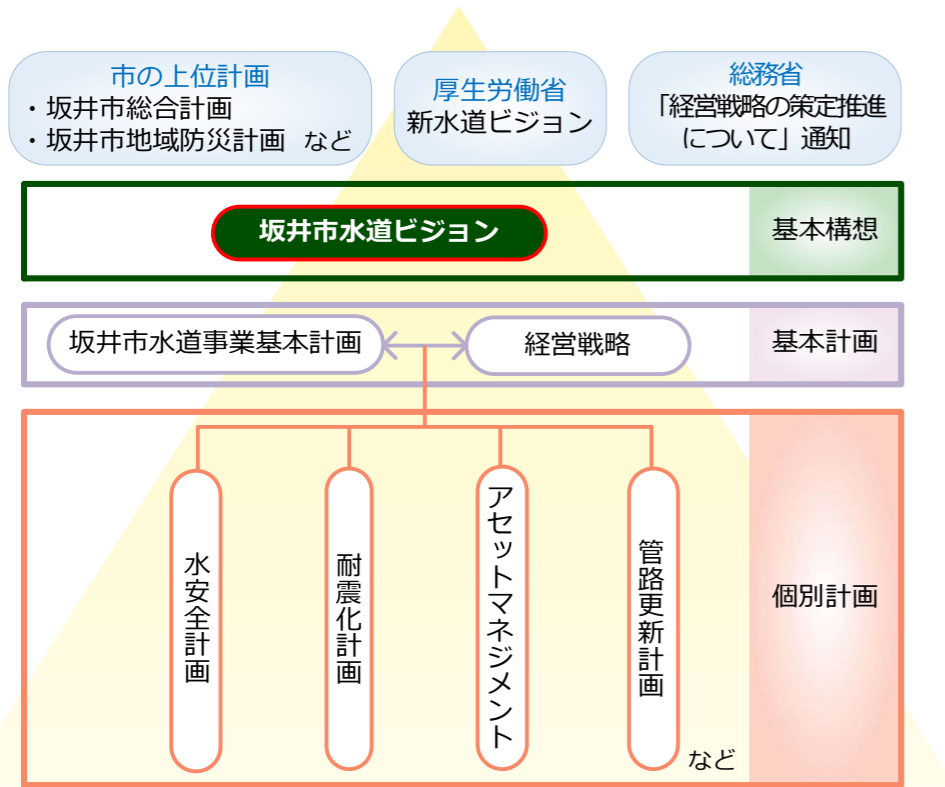 市の上位計画
・坂井市総合計画
・坂井市地域防災計画 など
厚生労働省
新水道ビジョン
総務省
「経営戦略の策定推進
について」通知
坂井市水道ビジョン
基本構想
坂井市水道事業基本計画
経営戦略
基本計画
水安全計画
耐震化計画
アセットマネジメント
管路更新計画
など
個別計画